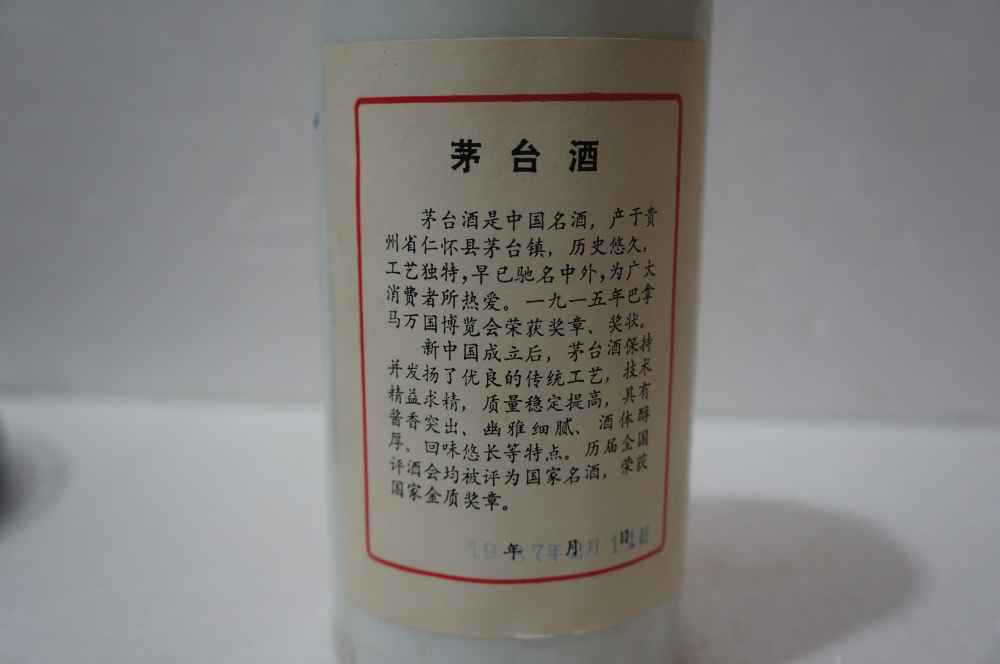 茅台酒
茅台酒是中国名酒，产于贵
州省仁怀县茅台镇，历史悠久，
工艺独特，早已驰名中外，为广大
消费者所热爱。一九一五年巴拿
马万国博览会荣获奖章、奖状。
新中国成立后，茅台酒保持
并发扬了优良的传统工艺，技术
精益求精，质量稳定提高，具有
酱香突出、幽雅细腻、酒体醇
厚、回味悠长等特点。历届全国
评酒会均被评为国家名酒，荣获
国家金质奖章。
年 月 日